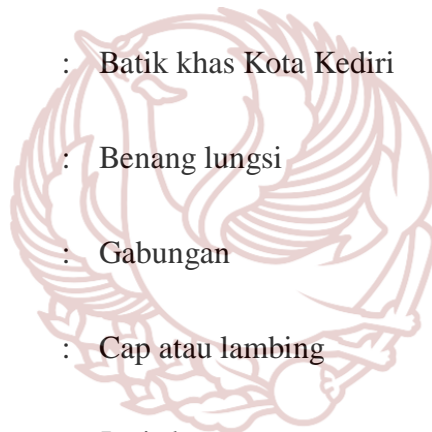 : Batik khas Kota Kediri
: Benang lungsi
: Gabungan
: Cap atau lambing